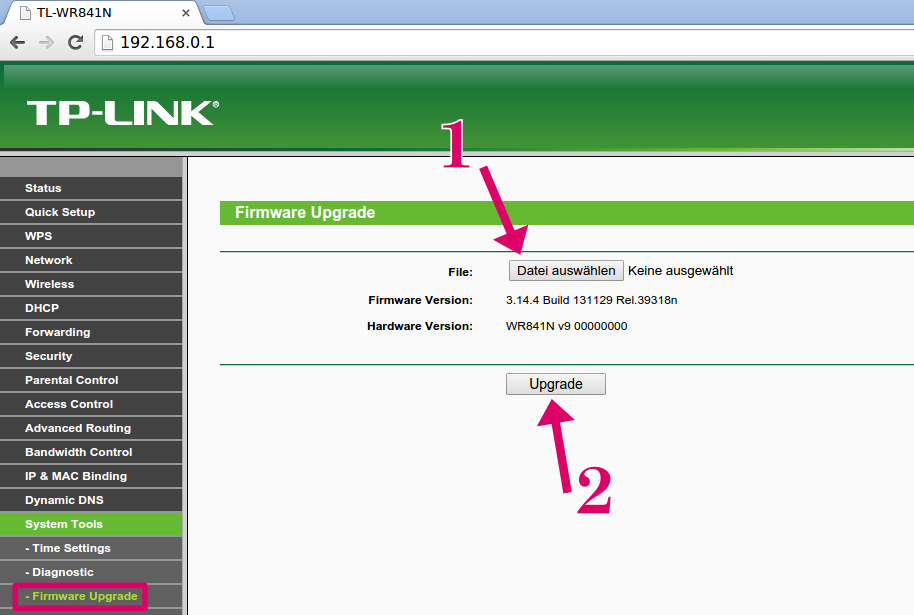 TL-WR841N
192.168.0.1
TP-LINK®
1
Status
Quick Setup
WPS
Network
Wireless
DHCP
Forwarding
Security
Parental Control
Access Control
Advanced Routing
Bandwidth Control
IP & MAC Binding
Dynamic DNS
System Tools
- Time Settings
- Diagnostic
- Firmware Upgrade
Firmware Upgrade
File: Datei auswählen Keine ausgewählt
Firmware Version: 3.14.4 Build 131129 Rel.39318n
Hardware Version: WR841N v9 00000000
Upgrade
2